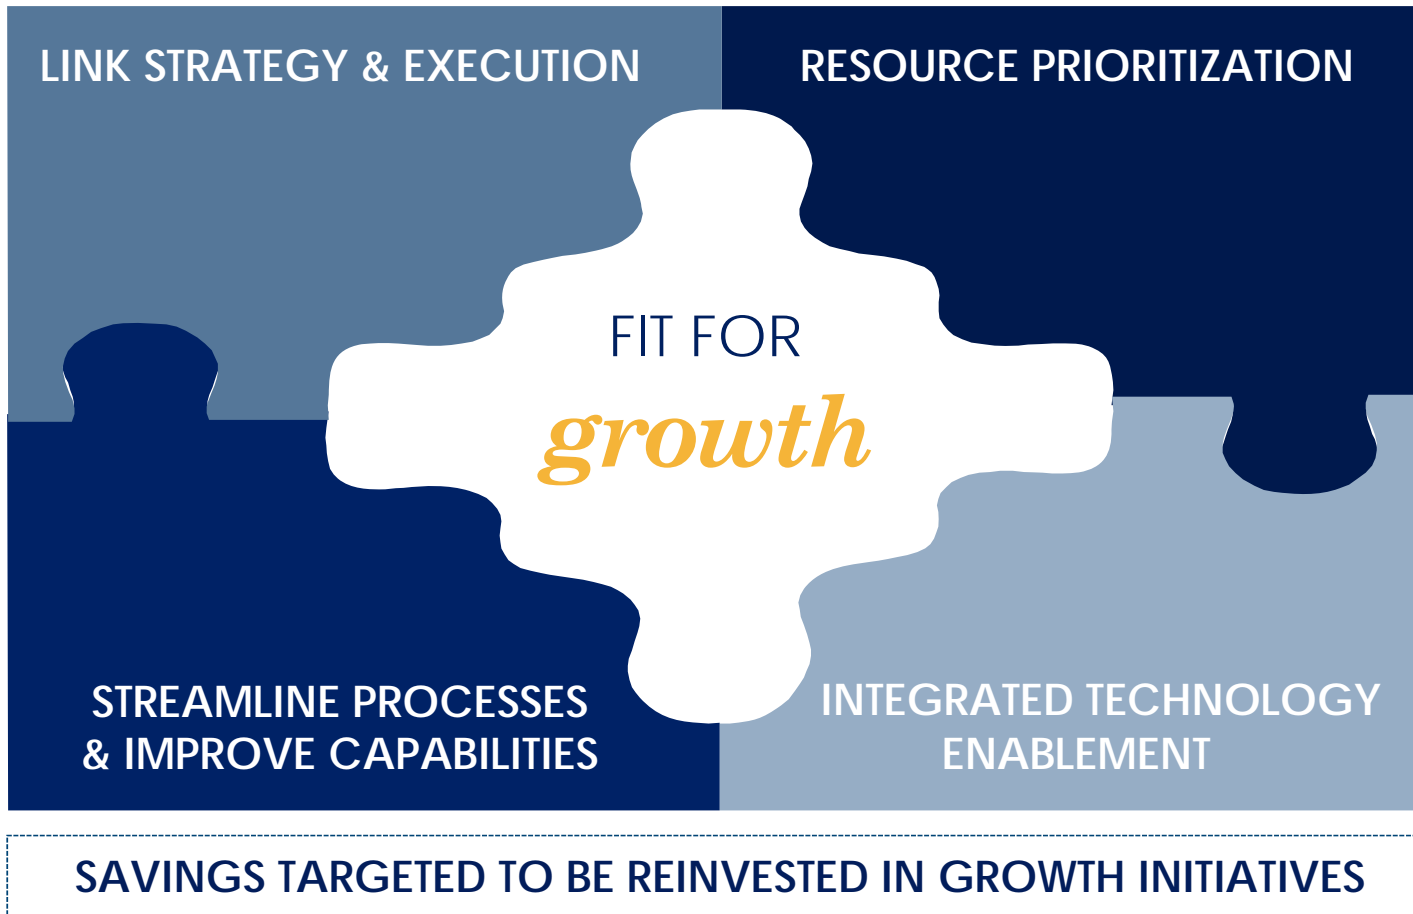 LINK STRATEGY & EXECUTION
RESOURCE PRIORITIZATION
FIT FOR
growth
STREAMLINE PROCESSES
& IMPROVE CAPABILITIES
INTEGRATED TECHNOLOGY
ENABLEMENT
SAVINGS TARGETED TO BE REINVESTED IN GROWTH INITIATIVES